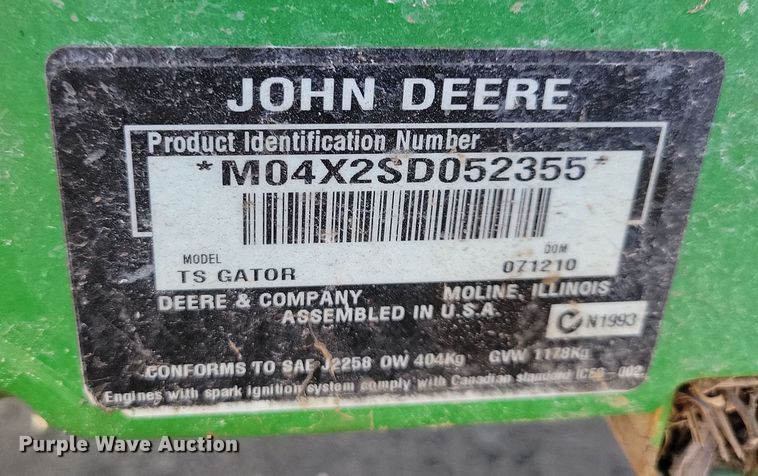 JOHN DEERE
Product Identification Number
*M04X2SD052355*
MODEL DOM
TS GATOR 071210
DEERE & COMPANY MOLINE, ILLINOIS
ASSEMBLED IN U.S.A.
N1993
CONFORMS TO SAE J2258 OW 404Kg GVW 1178Kg
Engines with spark ignition system comply with Canadian standard ICES-002
Purple Wave Auction